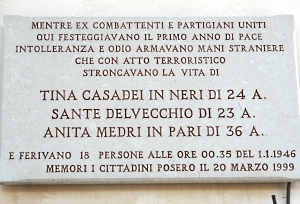 MENTRE EX COMBATTENTI E PARTIGIANI UNITI
QUI FESTEGGIAVANO IL PRIMO ANNO DI PACE
INTOLLERANZA E ODIO ARMAVANO MANI STRANIERE
CHE CON ATTO TERRORISTICO
STRONCAVANO LA VITA DI
TINA CASADEI IN NERI DI 24 A.
SANTE DELVECCHIO DI 23 A.
ANITA MEDRI IN PARI DI 36 A.
E FERIVANO 18 PERSONE ALLE ORE 00.35 DEL 1.1.1946
MEMORI I CITTADINI POSERO IL 20 MARZO 1999